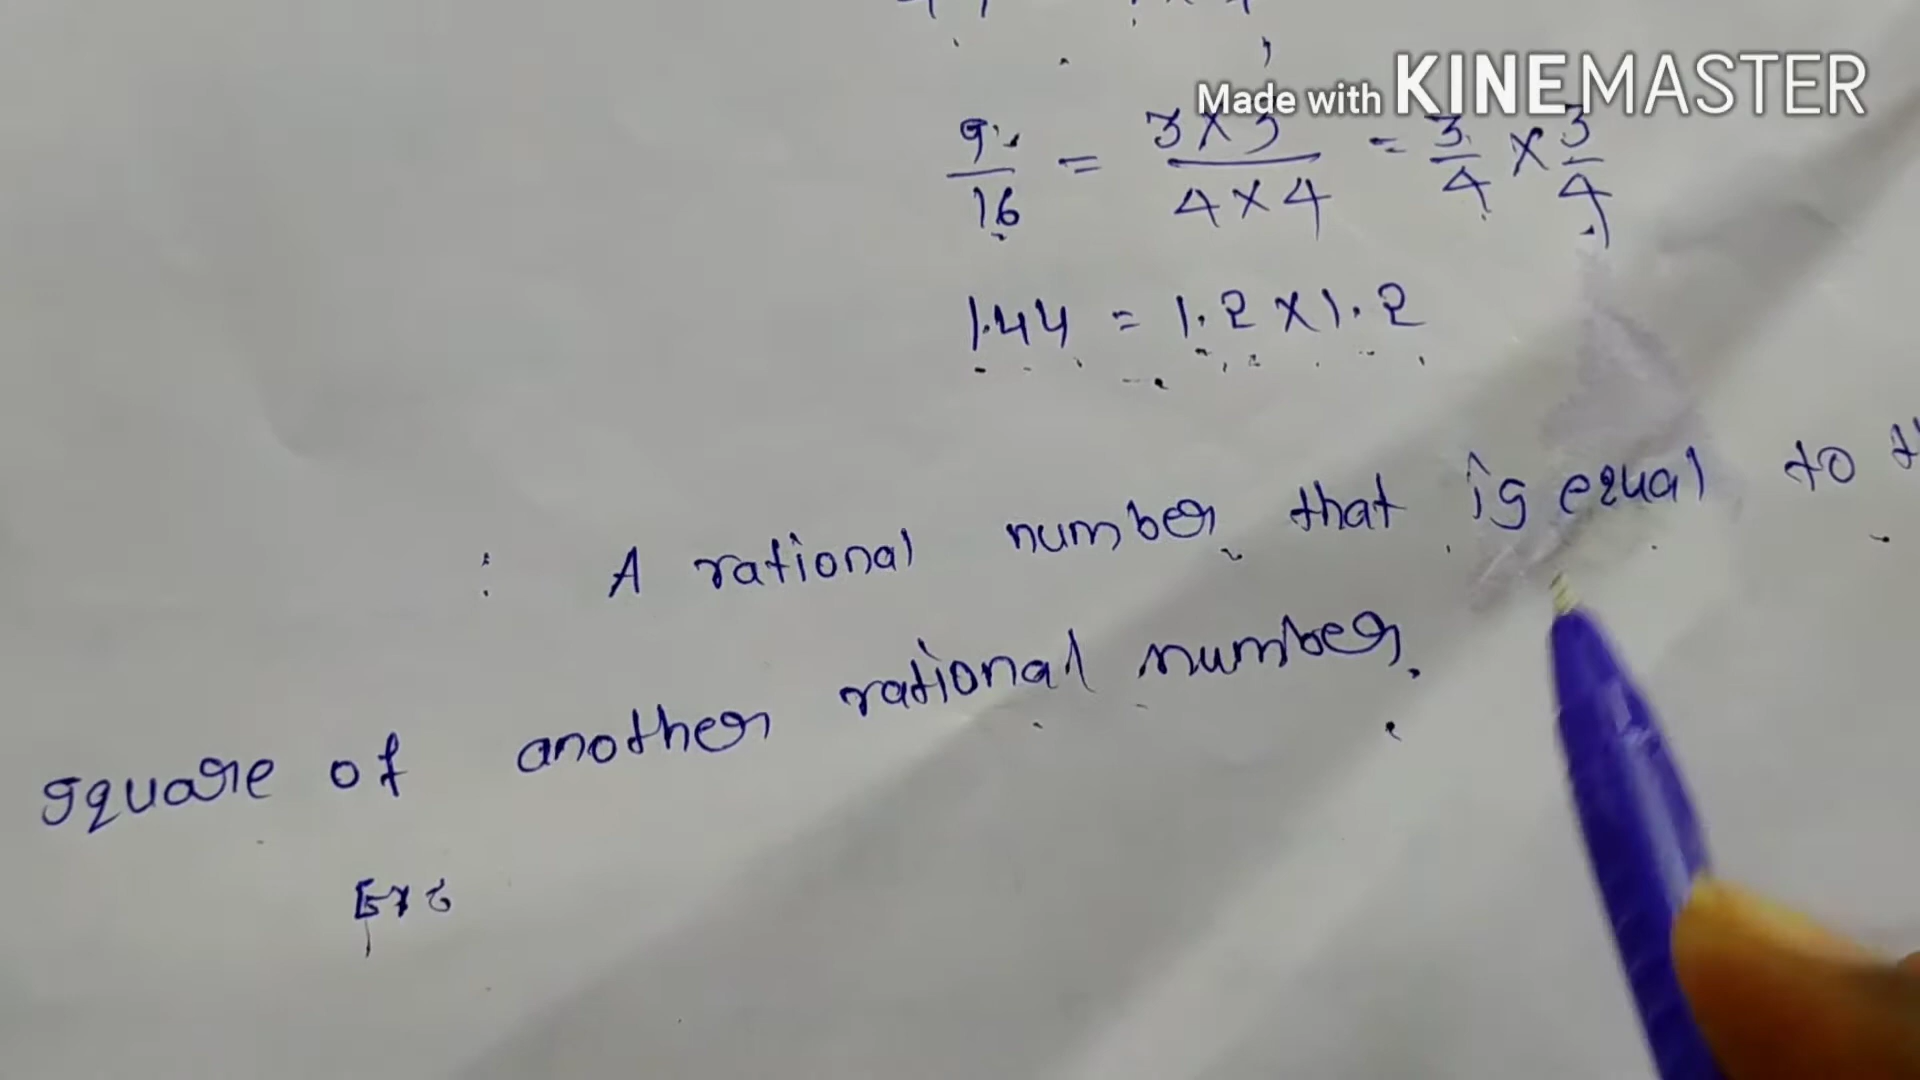 Made with KINEMASTER
9/16 = 3×3/4×4 = 3/4 × 3/4
1.44 = 1.2 × 1.2
: A rational number that is equal to
square of another rational number.
Ex: